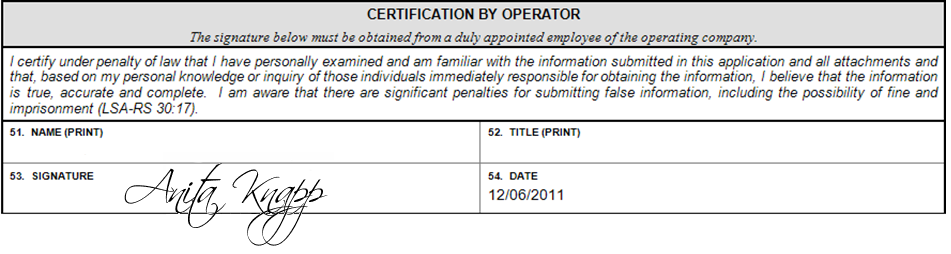 CERTIFICATION BY OPERATOR
The signature below must be obtained from a duly appointed employee of the operating company.
I certify under penalty of law that I have personally examined and am familiar with the information submitted in this application and all attachments and
that, based on my personal knowledge or inquiry of those individuals immediately responsible for obtaining the information, I believe that the information
is true, accurate and complete.  I am aware that there are significant penalties for submitting false information, including the possibility of fine and
imprisonment (LSA-RS 30:17).
51. NAME (PRINT)
52. TITLE (PRINT)
53. SIGNATURE
Anita Knapp
54. DATE
12/06/2011